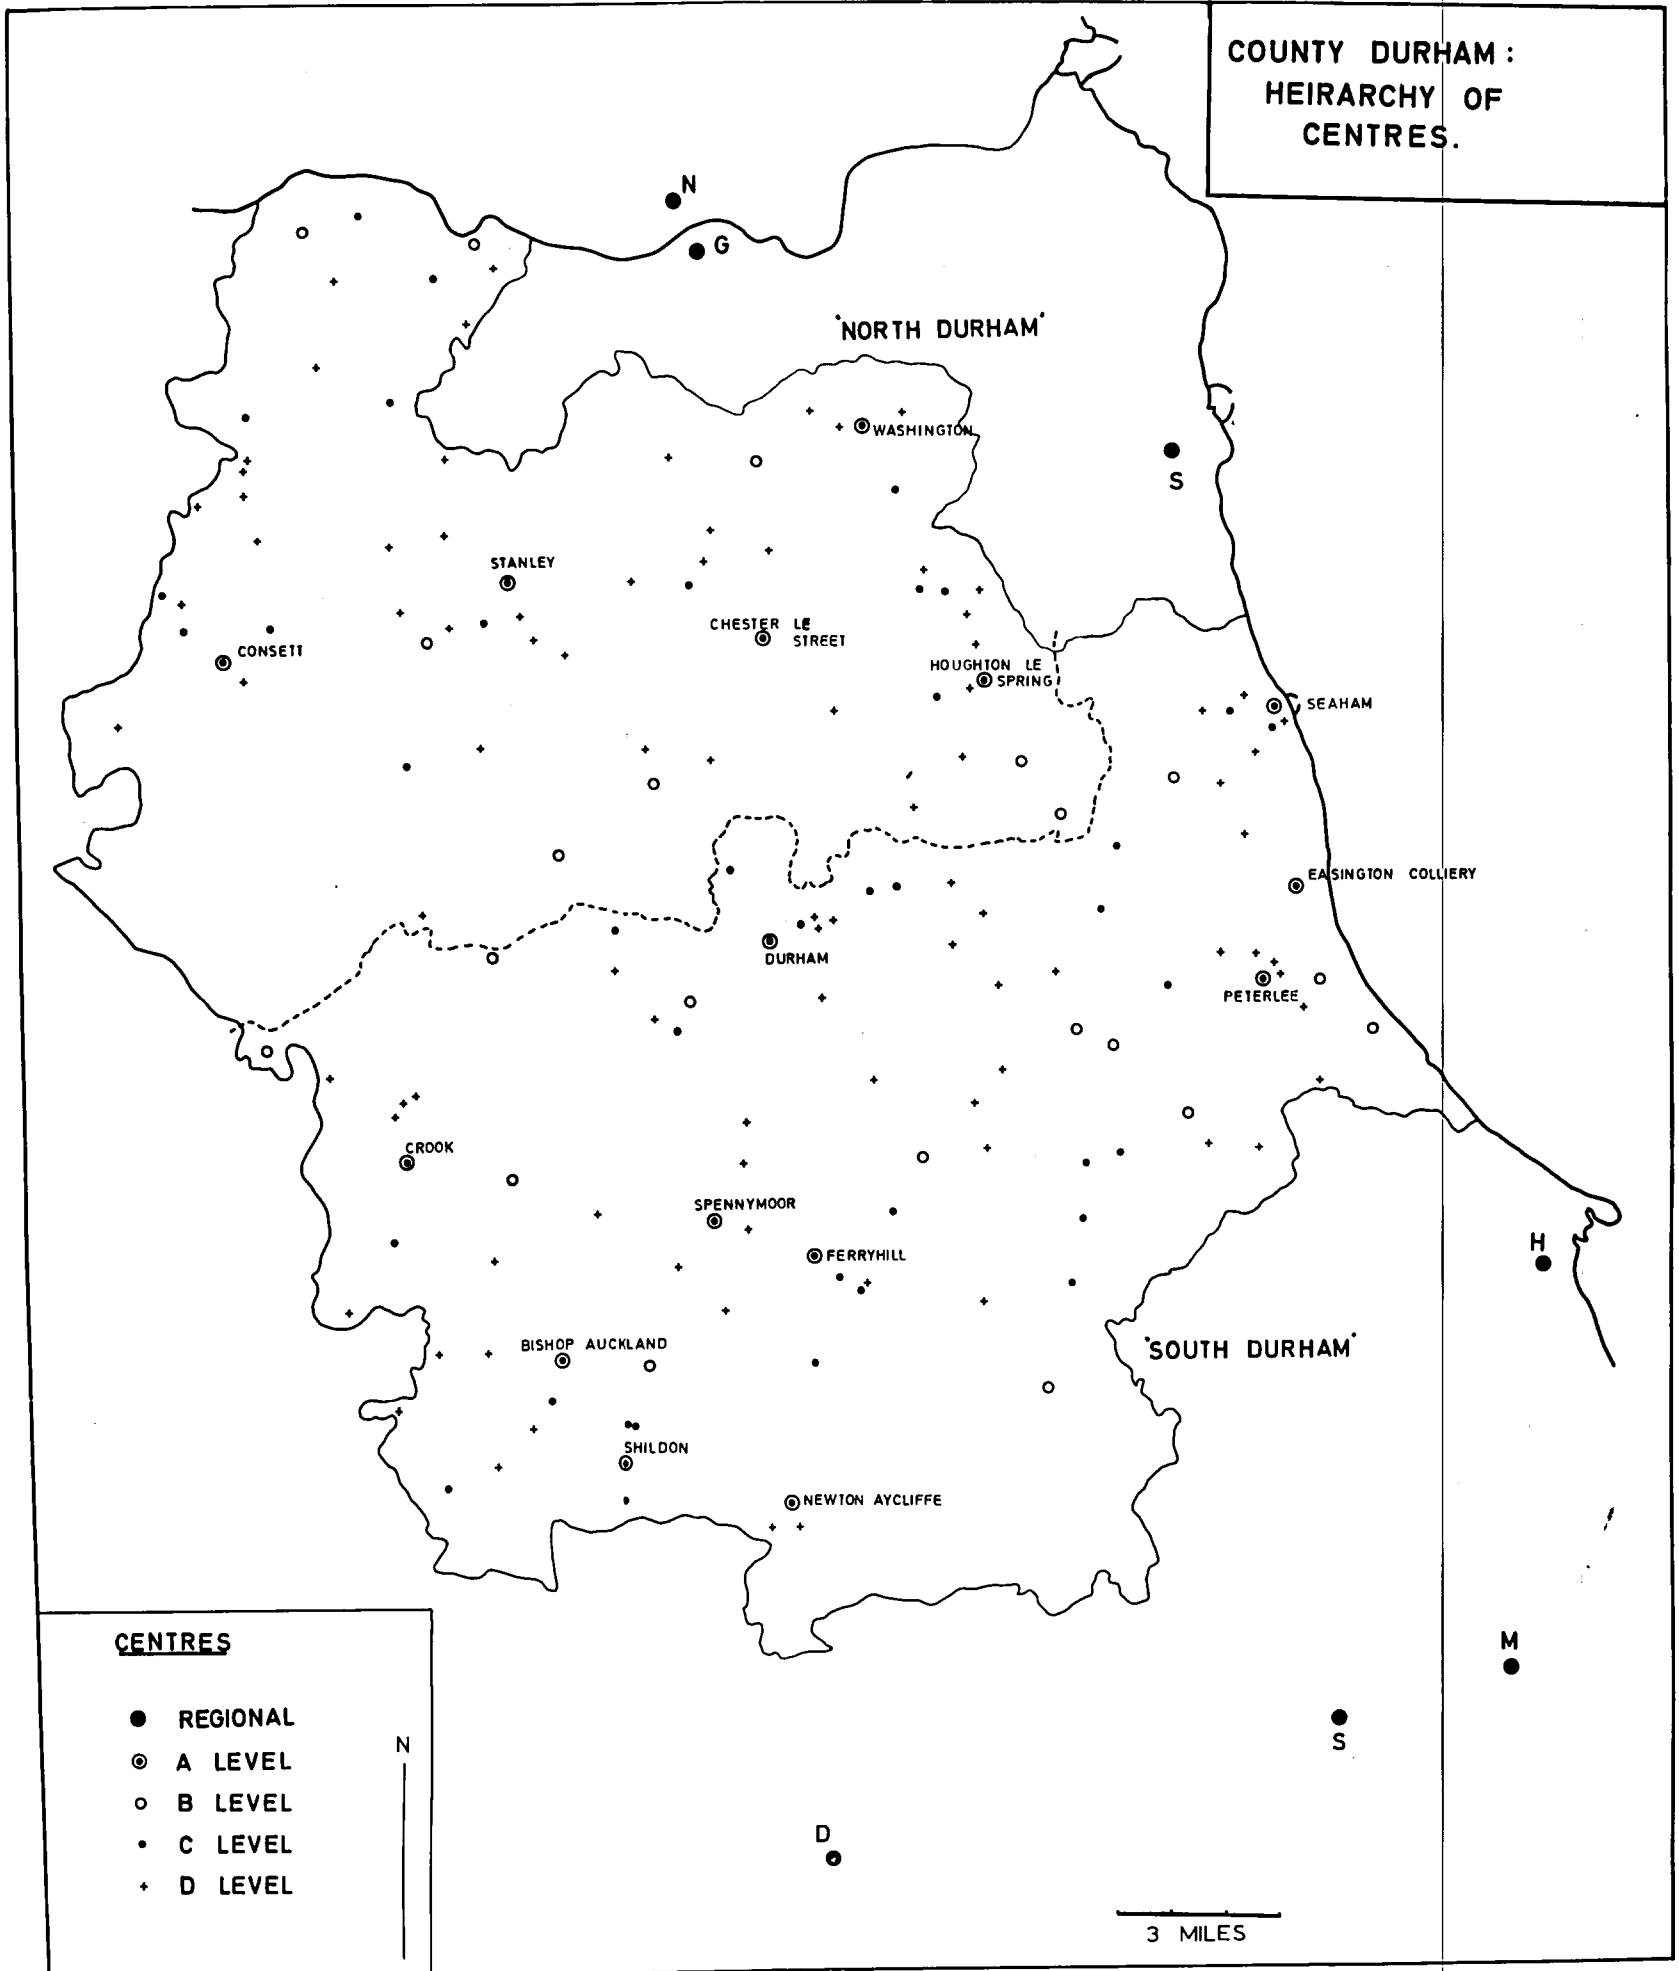 COUNTY DURHAM :
HEIRARCHY OF
CENTRES.
N
G
'NORTH DURHAM'
WASHINGTON
S
STANLEY
CHESTER LE
STREET
CONSETT
HOUGHTON LE
SPRING
SEAHAM
EASINGTON COLLIERY
DURHAM
PETERLEE
CROOK
SPENNYMOOR
FERRYHILL
H
BISHOP AUCKLAND
'SOUTH DURHAM'
SHILDON
NEWTON AYCLIFFE
CENTRES
REGIONAL
A LEVEL
B LEVEL
C LEVEL
D LEVEL
N
M
S
D
3 MILES